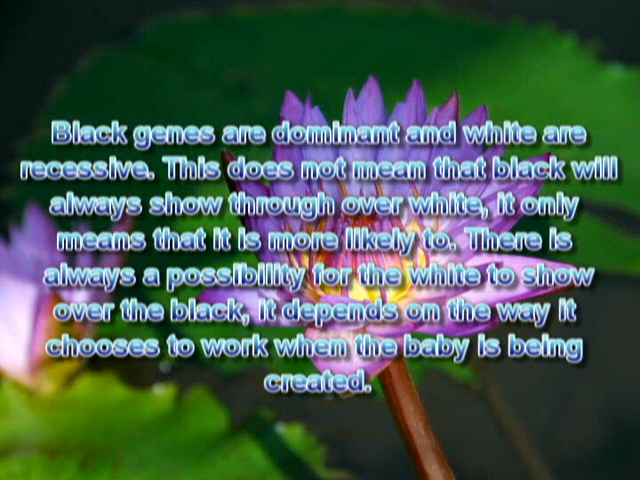 Black genes are dominant and white are
recessive. This does not mean that black will
always show through over white, it only
means that it is more likely to. There is
always a possibility for the white to show
over the black, it depends on the way it
chooses to work when the baby is being
created.